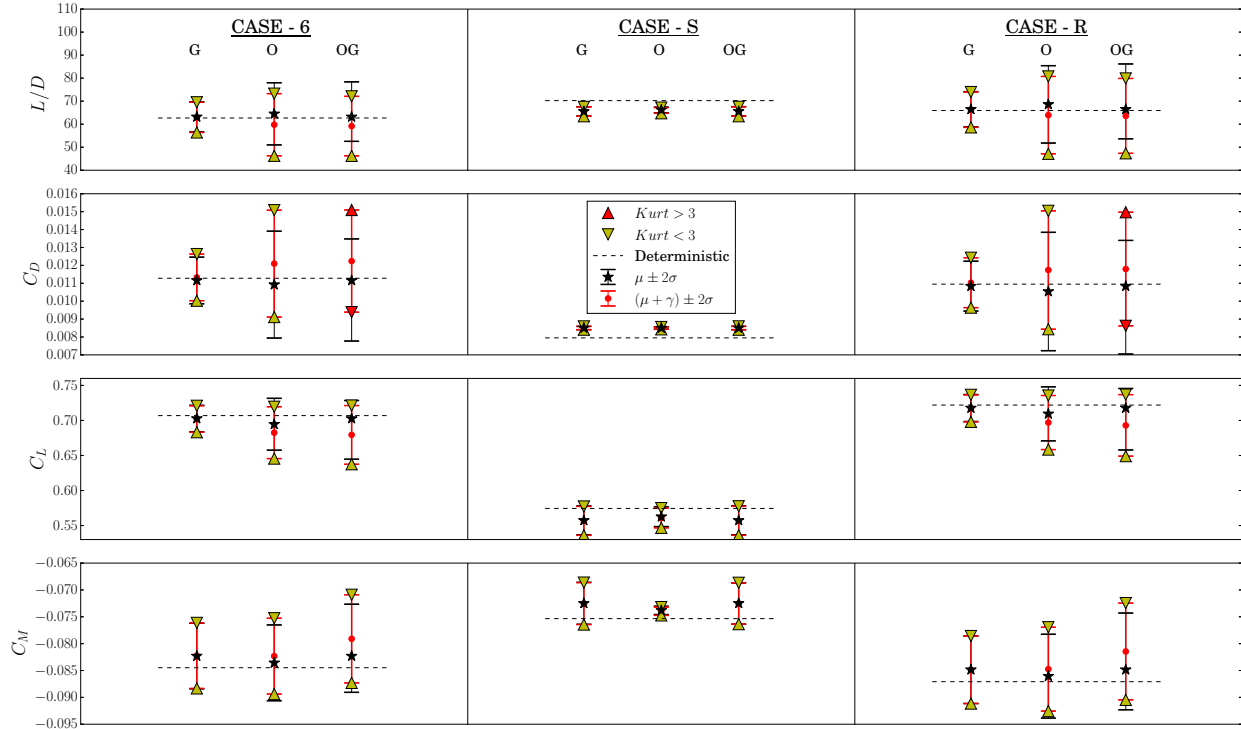 CASE - 6
CASE - S
CASE - R
G O OG
G O OG
G O OG
L/D
110
100
90
80
70
60
50
40
C_D
0.016
0.015
0.014
0.013
0.012
0.011
0.010
0.009
0.008
0.007
Kurt > 3
Kurt < 3
Deterministic
μ ± 2σ
(μ + γ) ± 2σ
C_L
0.75
0.70
0.65
0.60
0.55
C_M
−0.065
−0.070
−0.075
−0.080
−0.085
−0.090
−0.095